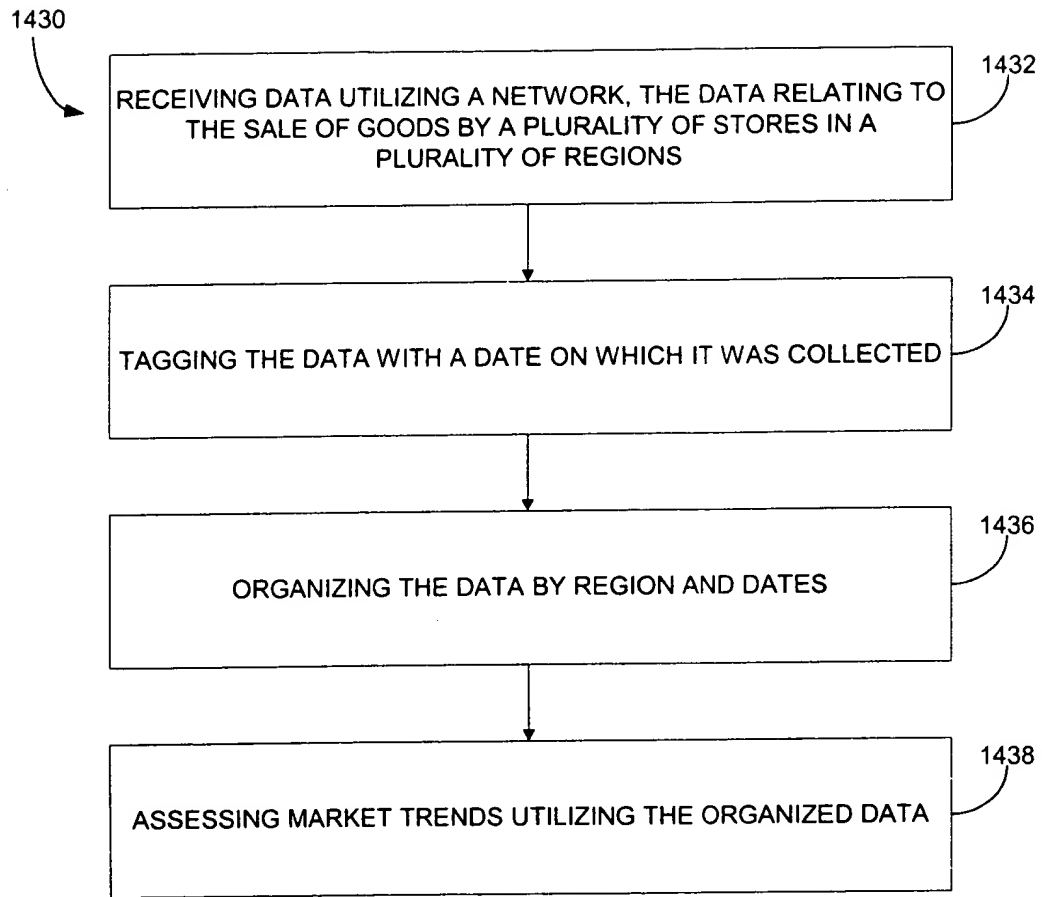 1430
1432
RECEIVING DATA UTILIZING A NETWORK, THE DATA RELATING TO
THE SALE OF GOODS BY A PLURALITY OF STORES IN A
PLURALITY OF REGIONS
1434
TAGGING THE DATA WITH A DATE ON WHICH IT WAS COLLECTED
1436
ORGANIZING THE DATA BY REGION AND DATES
1438
ASSESSING MARKET TRENDS UTILIZING THE ORGANIZED DATA